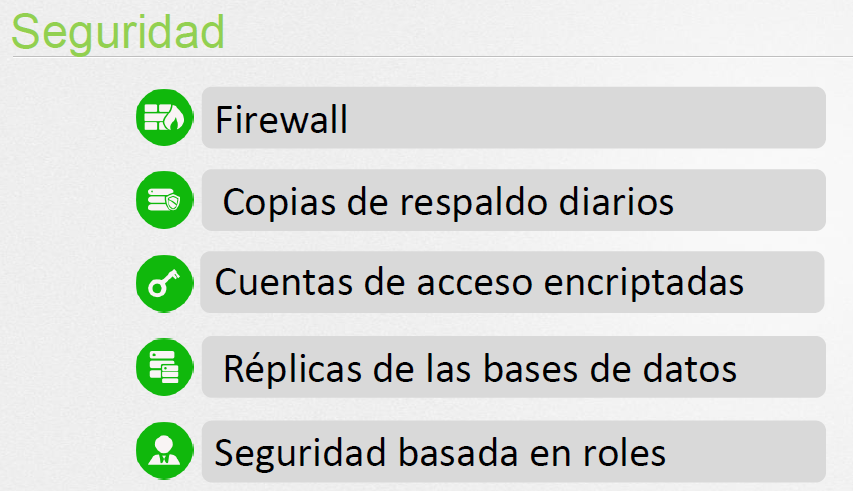 Seguridad
Firewall
Copias de respaldo diarios
Cuentas de acceso encriptadas
Réplicas de las bases de datos
Seguridad basada en roles